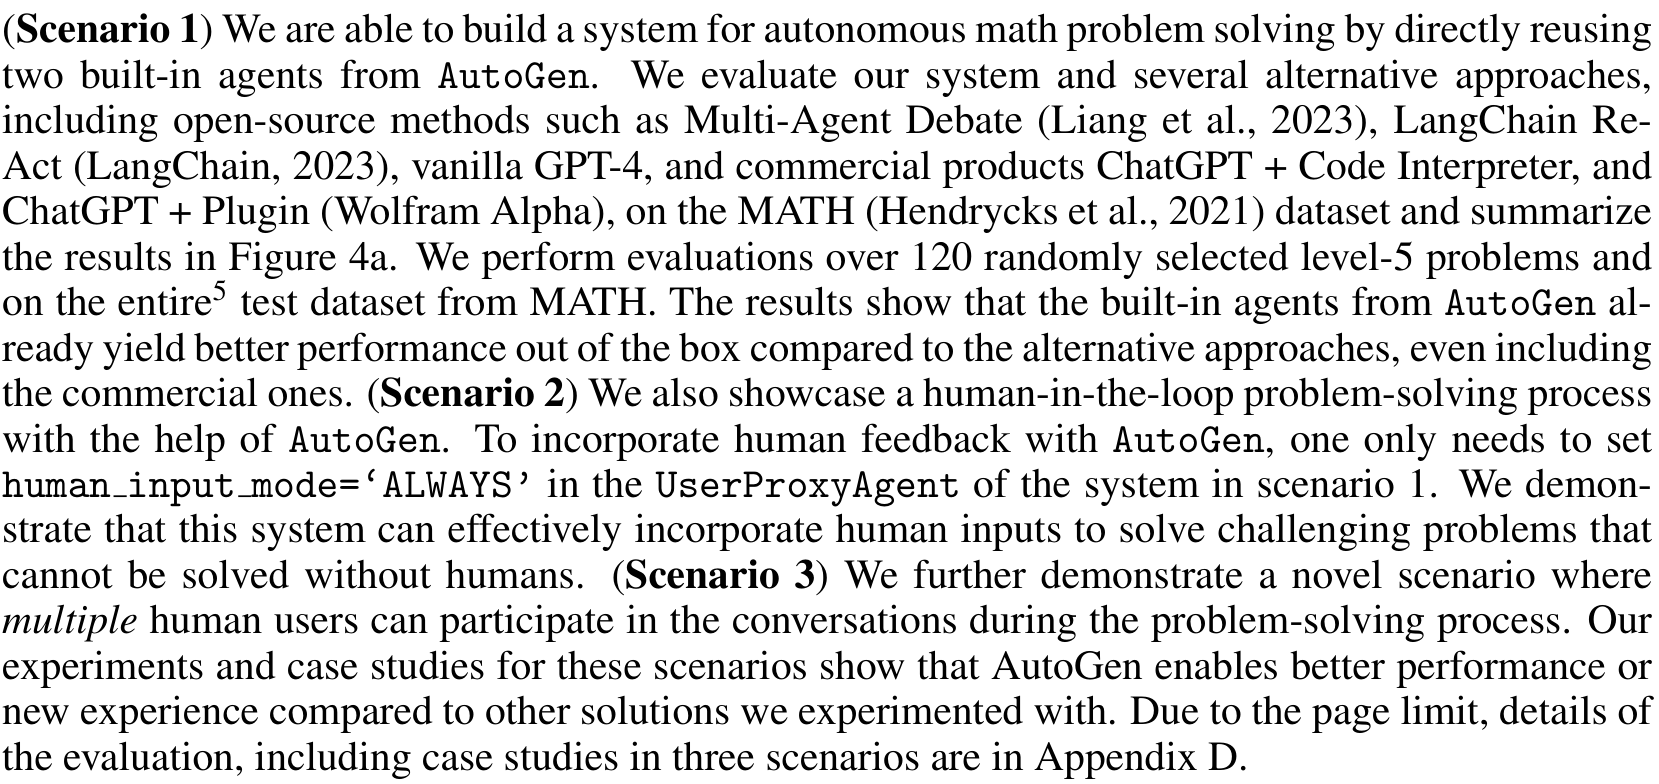 (Scenario 1) We are able to build a system for autonomous math problem solving by directly reusing
two built-in agents from AutoGen. We evaluate our system and several alternative approaches,
including open-source methods such as Multi-Agent Debate (Liang et al., 2023), LangChain Re-
Act (LangChain, 2023), vanilla GPT-4, and commercial products ChatGPT + Code Interpreter, and
ChatGPT + Plugin (Wolfram Alpha), on the MATH (Hendrycks et al., 2021) dataset and summarize
the results in Figure 4a. We perform evaluations over 120 randomly selected level-5 problems and
on the entire⁵ test dataset from MATH. The results show that the built-in agents from AutoGen al-
ready yield better performance out of the box compared to the alternative approaches, even including
the commercial ones. (Scenario 2) We also showcase a human-in-the-loop problem-solving process
with the help of AutoGen. To incorporate human feedback with AutoGen, one only needs to set
human_input_mode=‘ALWAYS’ in the UserProxyAgent of the system in scenario 1. We demon-
strate that this system can effectively incorporate human inputs to solve challenging problems that
cannot be solved without humans. (Scenario 3) We further demonstrate a novel scenario where
multiple human users can participate in the conversations during the problem-solving process. Our
experiments and case studies for these scenarios show that AutoGen enables better performance or
new experience compared to other solutions we experimented with. Due to the page limit, details of
the evaluation, including case studies in three scenarios are in Appendix D.